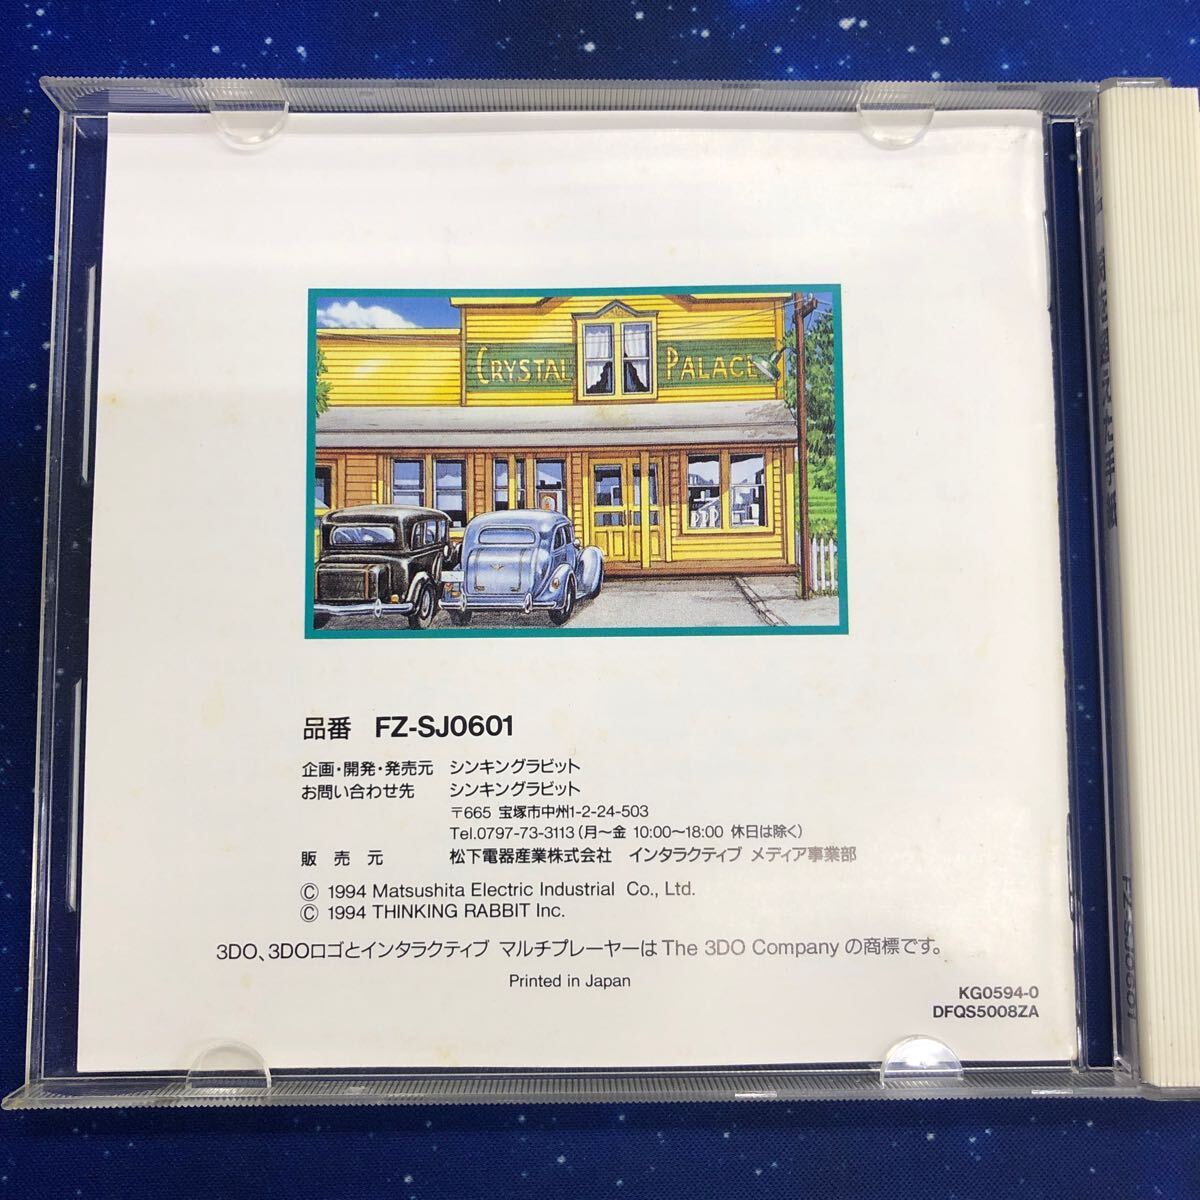 CRYSTAL PALACE
品番 FZ-SJ0601
企画・開発・発売元 シンキングラビット
お問い合わせ先 シンキングラビット
〒665 宝塚市中州1-2-24-503
Tel.0797-73-3113(月〜金 10:00〜18:00 休日は除く)
販売元 松下電器産業株式会社 インタラクティブ メディア事業部
© 1994 Matsushita Electric Industrial Co., Ltd.
© 1994 THINKING RABBIT Inc.
3DO、3DOロゴとインタラクティブ マルチプレーヤーはThe 3DO Companyの商標です。
Printed in Japan
KG0594-0
DFQS5008ZA
FZ-SJ0601